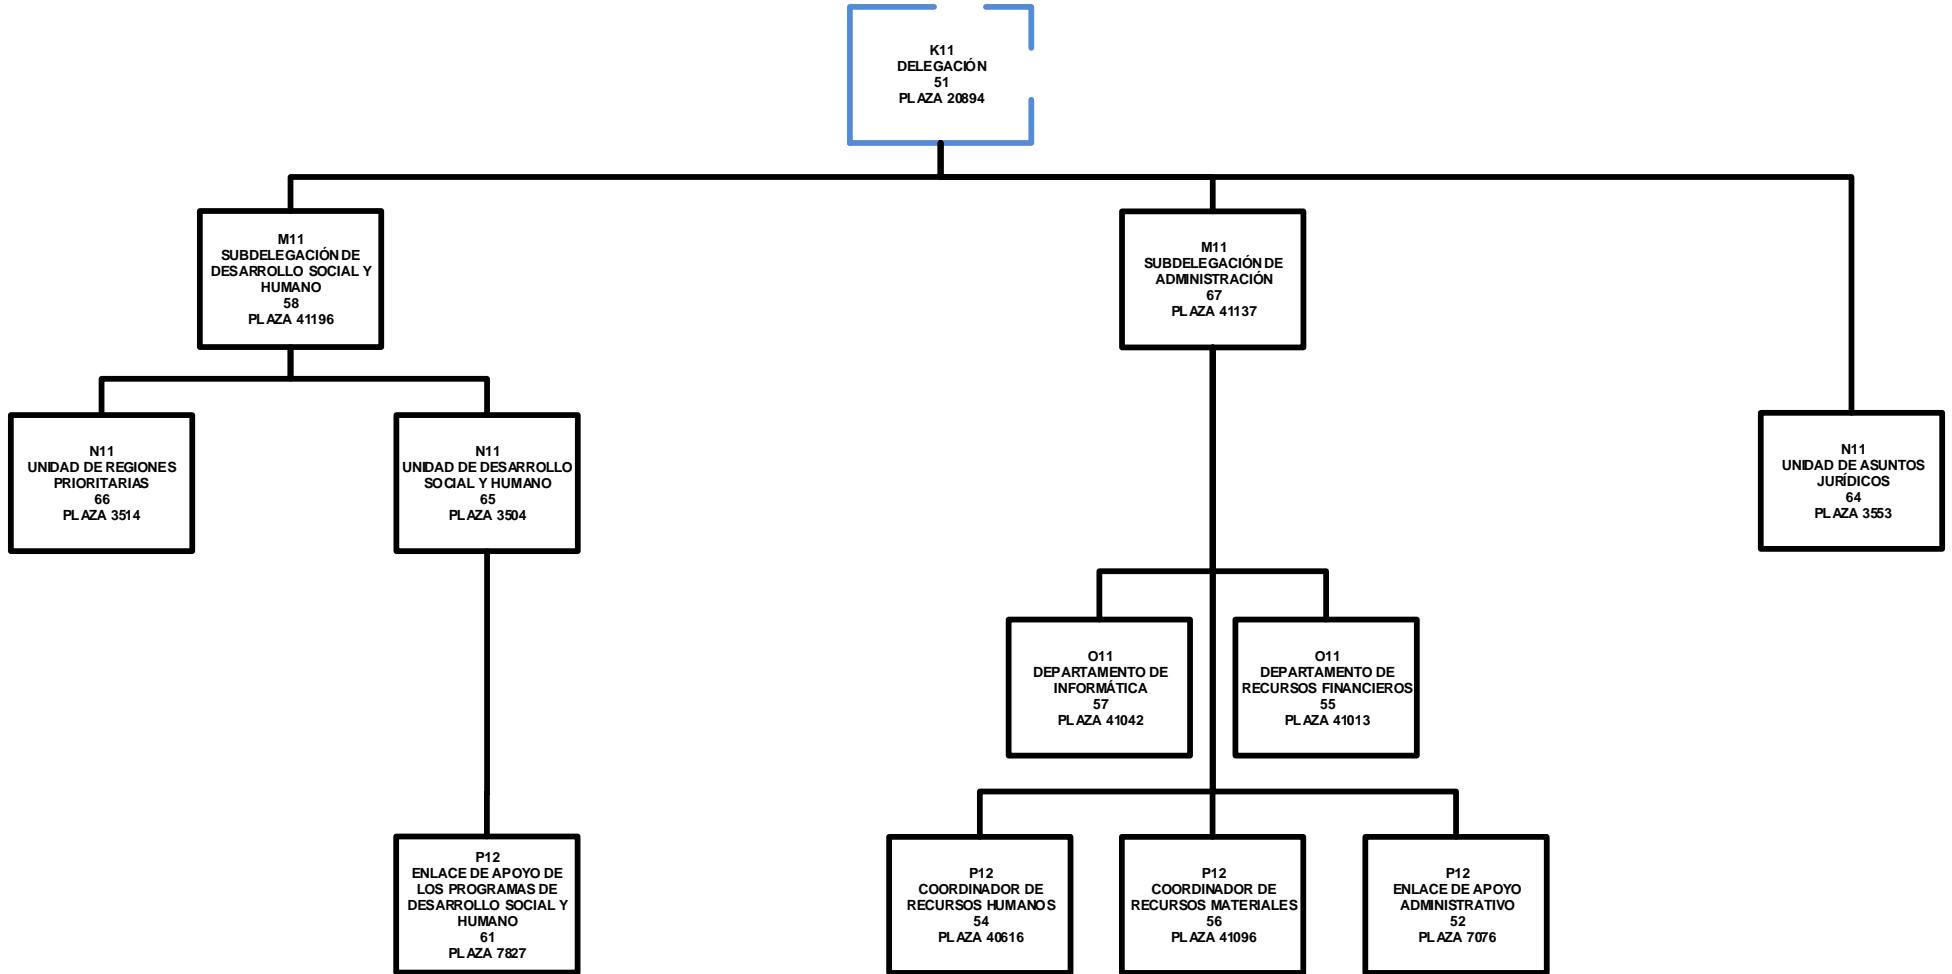 K11
DELEGACIÓN
51
PLAZA 20894
M11
SUBDELEGACIÓN DE
DESARROLLO SOCIAL Y
HUMANO
58
PLAZA 41196
M11
SUBDELEGACIÓN DE
ADMINISTRACIÓN
67
PLAZA 41137
N11
UNIDAD DE REGIONES
PRIORITARIAS
66
PLAZA 3514
N11
UNIDAD DE DESARROLLO
SOCIAL Y HUMANO
65
PLAZA 3504
N11
UNIDAD DE ASUNTOS
JURÍDICOS
64
PLAZA 3553
O11
DEPARTAMENTO DE
INFORMÁTICA
57
PLAZA 41042
O11
DEPARTAMENTO DE
RECURSOS FINANCIEROS
55
PLAZA 41013
P12
ENLACE DE APOYO DE
LOS PROGRAMAS DE
DESARROLLO SOCIAL Y
HUMANO
61
PLAZA 7827
P12
COORDINADOR DE
RECURSOS HUMANOS
54
PLAZA 40616
P12
COORDINADOR DE
RECURSOS MATERIALES
56
PLAZA 41096
P12
ENLACE DE APOYO
ADMINISTRATIVO
52
PLAZA 7076